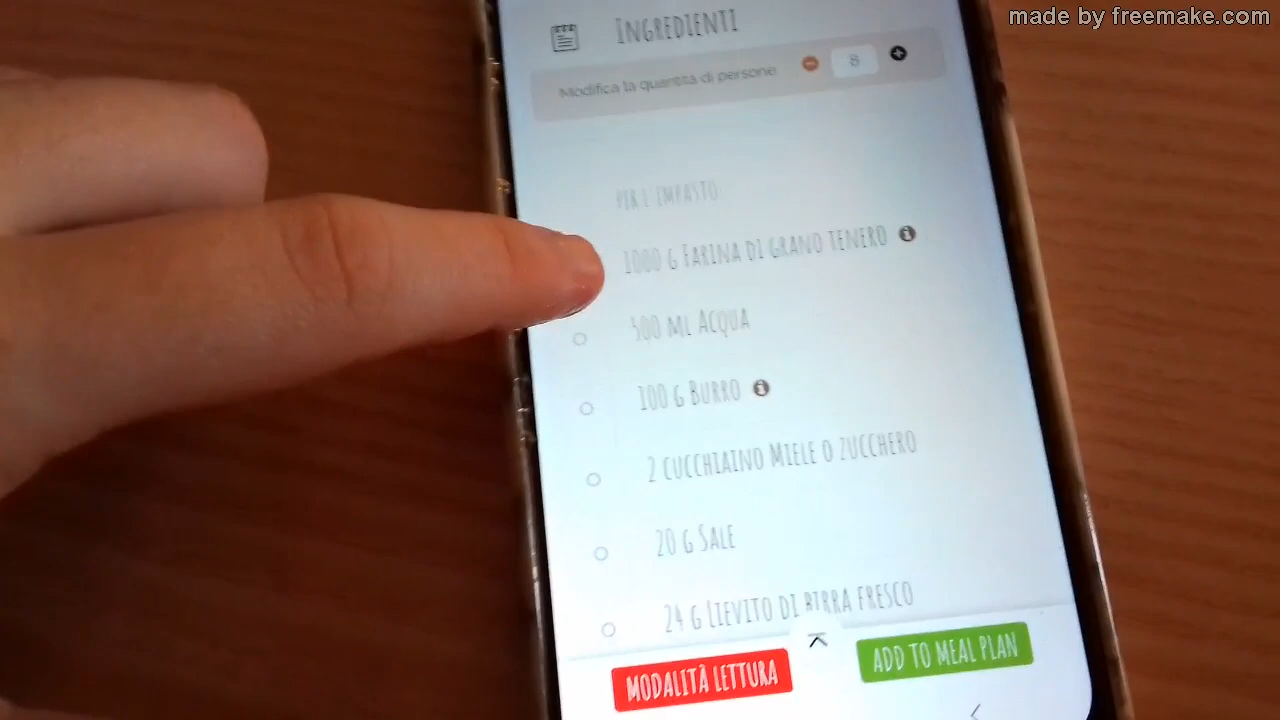 made by freemake.com
INGREDIENTI
Modifica la quantità di persone
8
PER L'IMPASTO:
1000 g FARINA DI GRANO TENERO
500 ml ACQUA
100 g BURRO
2 CUCCHIAINO MIELE O ZUCCHERO
20 g SALE
24 g LIEVITO DI BIRRA FRESCO
MODALITÀ LETTURA
ADD TO MEAL PLAN